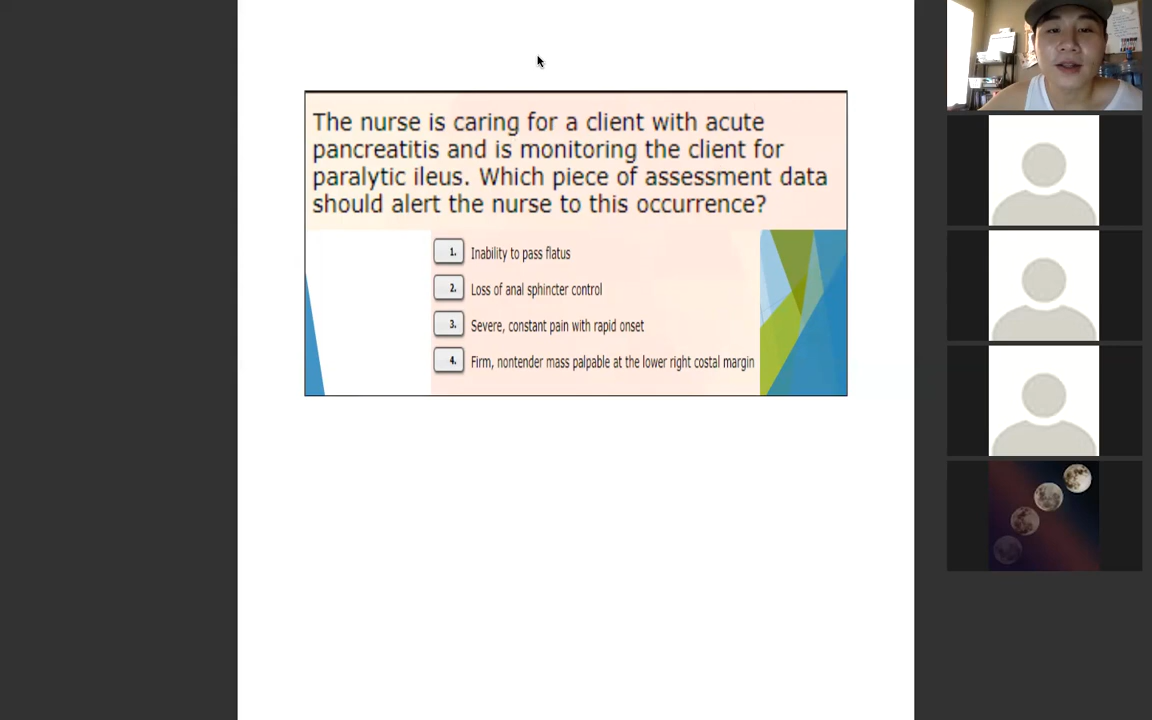 The nurse is caring for a client with acute
pancreatitis and is monitoring the client for
paralytic ileus. Which piece of assessment data
should alert the nurse to this occurrence?
1. Inability to pass flatus
2. Loss of anal sphincter control
3. Severe, constant pain with rapid onset
4. Firm, nontender mass palpable at the lower right costal margin